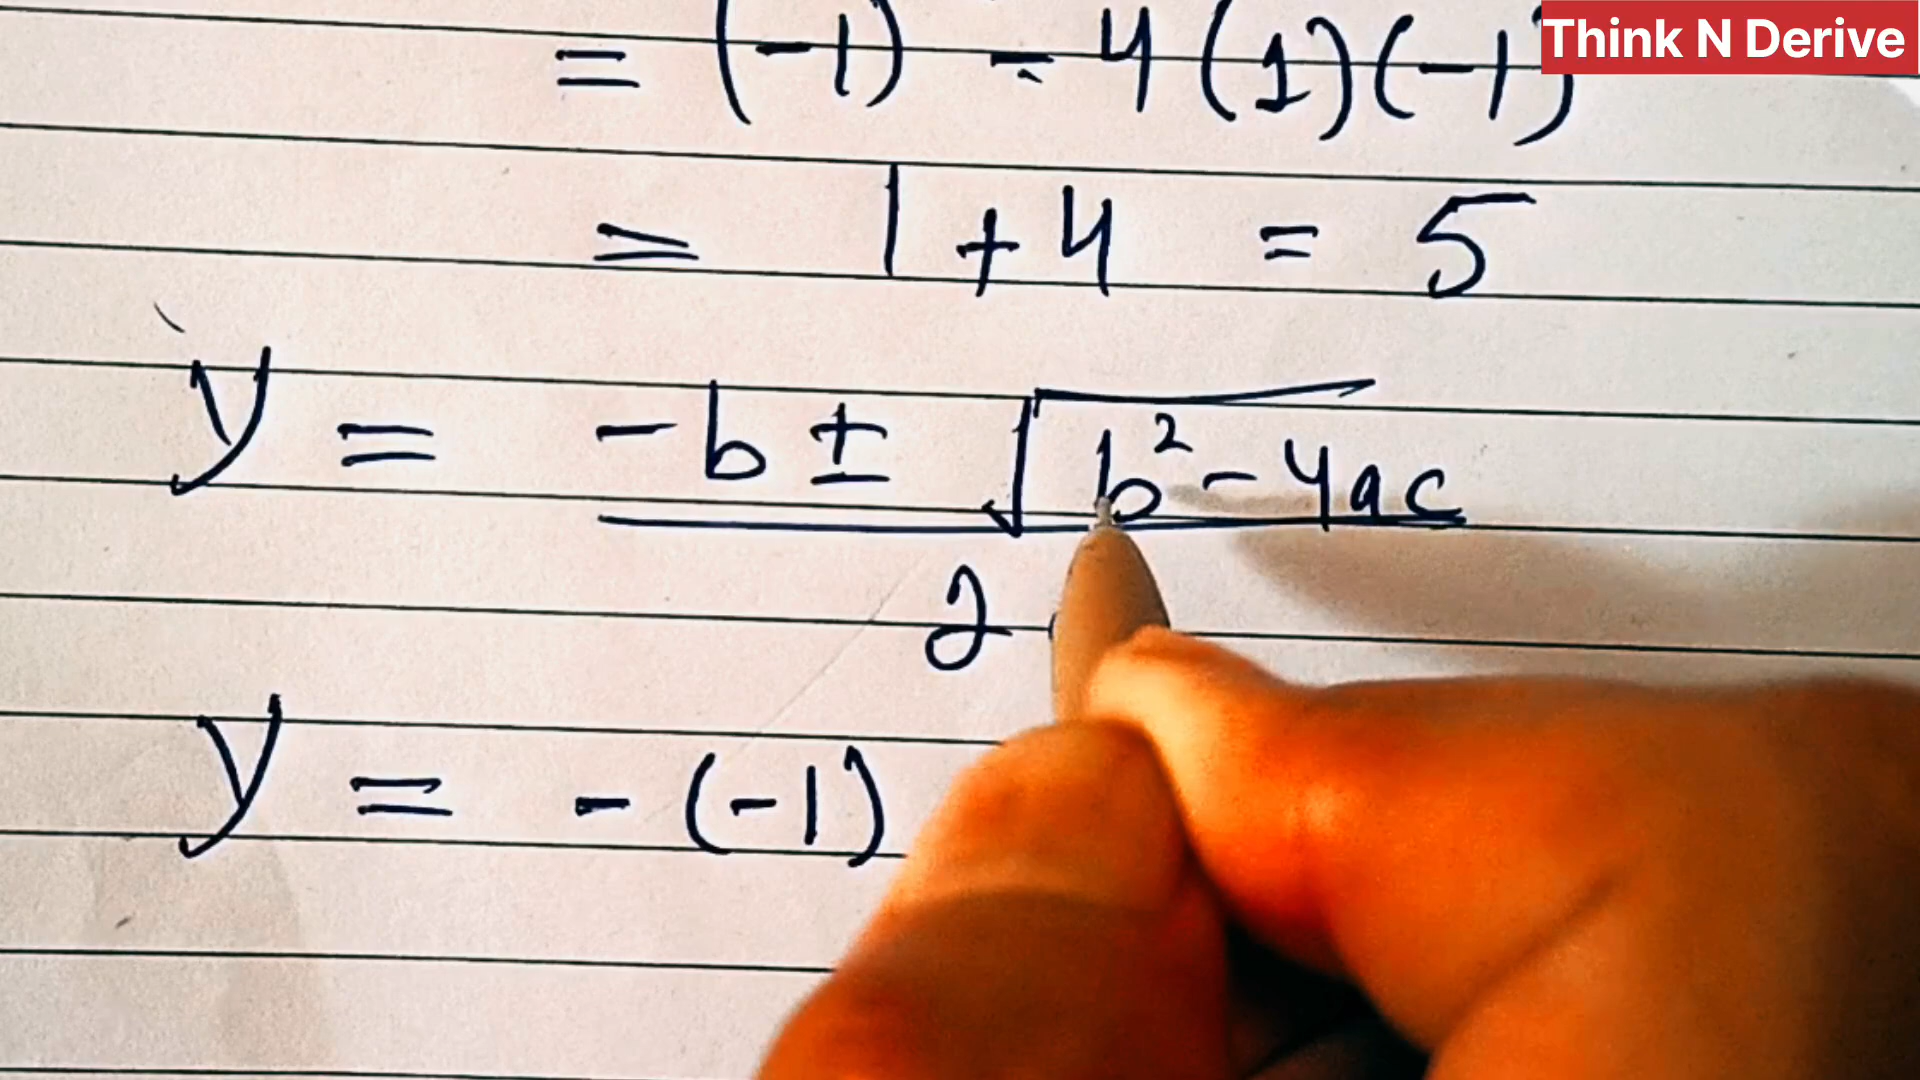 Think N Derive
= (-1) - 4(1)(-1)
= 1 + 4 = 5
y = -b ± √b² - 4ac
2
y = -(-1)